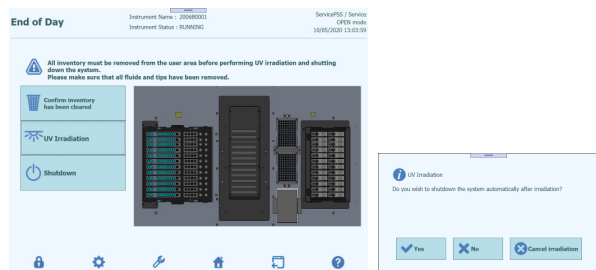 End of Day
Instrument Name : 2006B0001
Instrument Status : RUNNING
ServicePSS / Service
OPEN mode
10/05/2020 13:03:59
All inventory must be removed from the user area before performing UV irradiation and shutting
down the system.
Please make sure that all fluids and tips have been removed.
Confirm inventory
has been cleared
UV Irradiation
Shutdown
UV Irradiation
Do you wish to shutdown the system automatically after irradiation?
Yes
No
Cancel irradiation